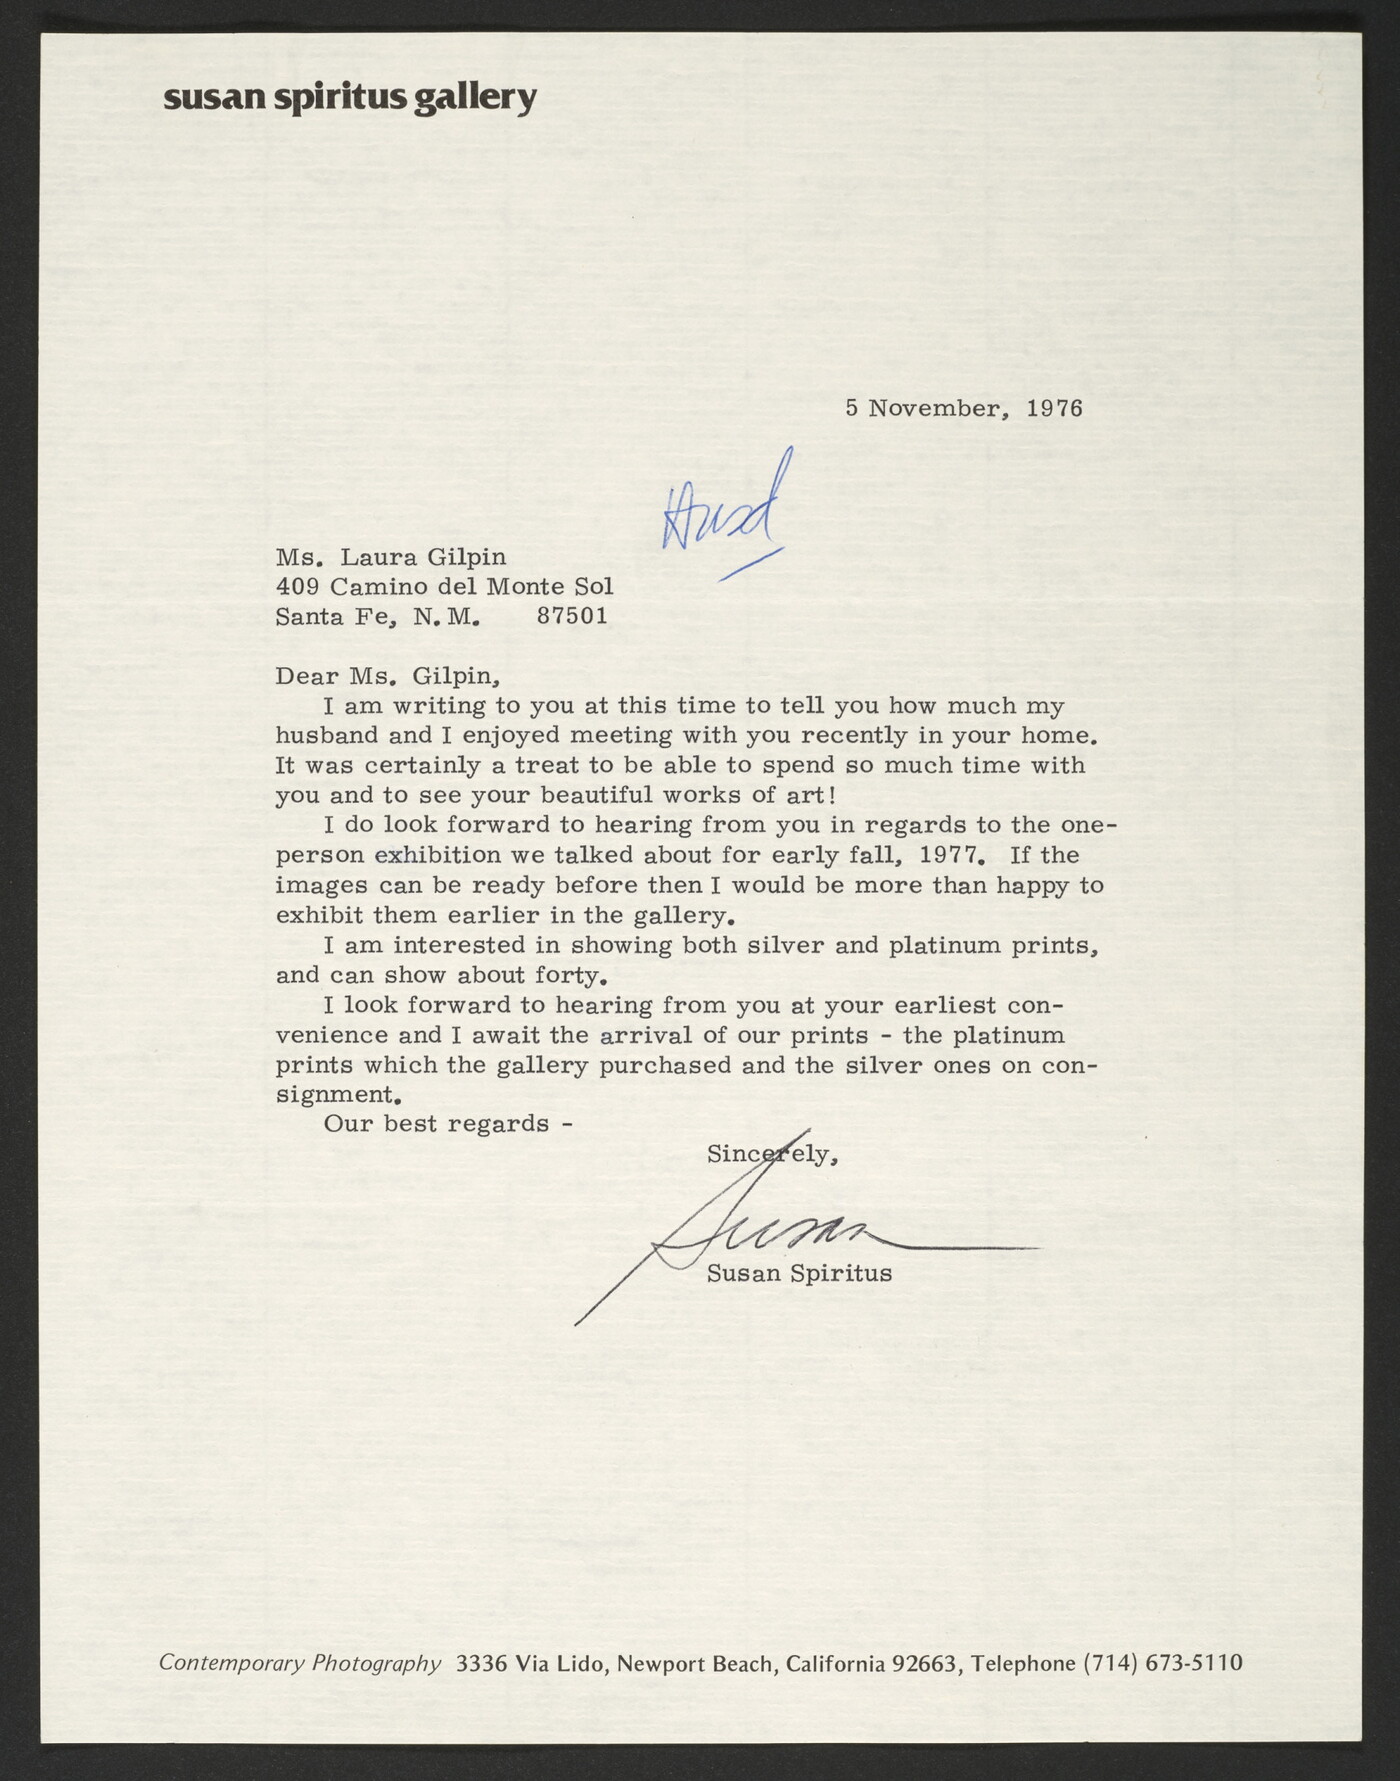 susan spiritus gallery
5 November, 1976
Ms. Laura Gilpin
409 Camino del Monte Sol
Santa Fe, N.M. 87501
Dear Ms. Gilpin,
I am writing to you at this time to tell you how much my
husband and I enjoyed meeting with you recently in your home.
It was certainly a treat to be able to spend so much time with
you and to see your beautiful works of art!
I do look forward to hearing from you in regards to the one-
person exhibition we talked about for early fall, 1977. If the
images can be ready before then I would be more than happy to
exhibit them earlier in the gallery.
I am interested in showing both silver and platinum prints,
and can show about forty.
I look forward to hearing from you at your earliest con-
venience and I await the arrival of our prints - the platinum
prints which the gallery purchased and the silver ones on con-
signment.
Our best regards -
Sincerely,
Susan
Susan Spiritus
Contemporary Photography 3336 Via Lido, Newport Beach, California 92663, Telephone (714) 673-5110